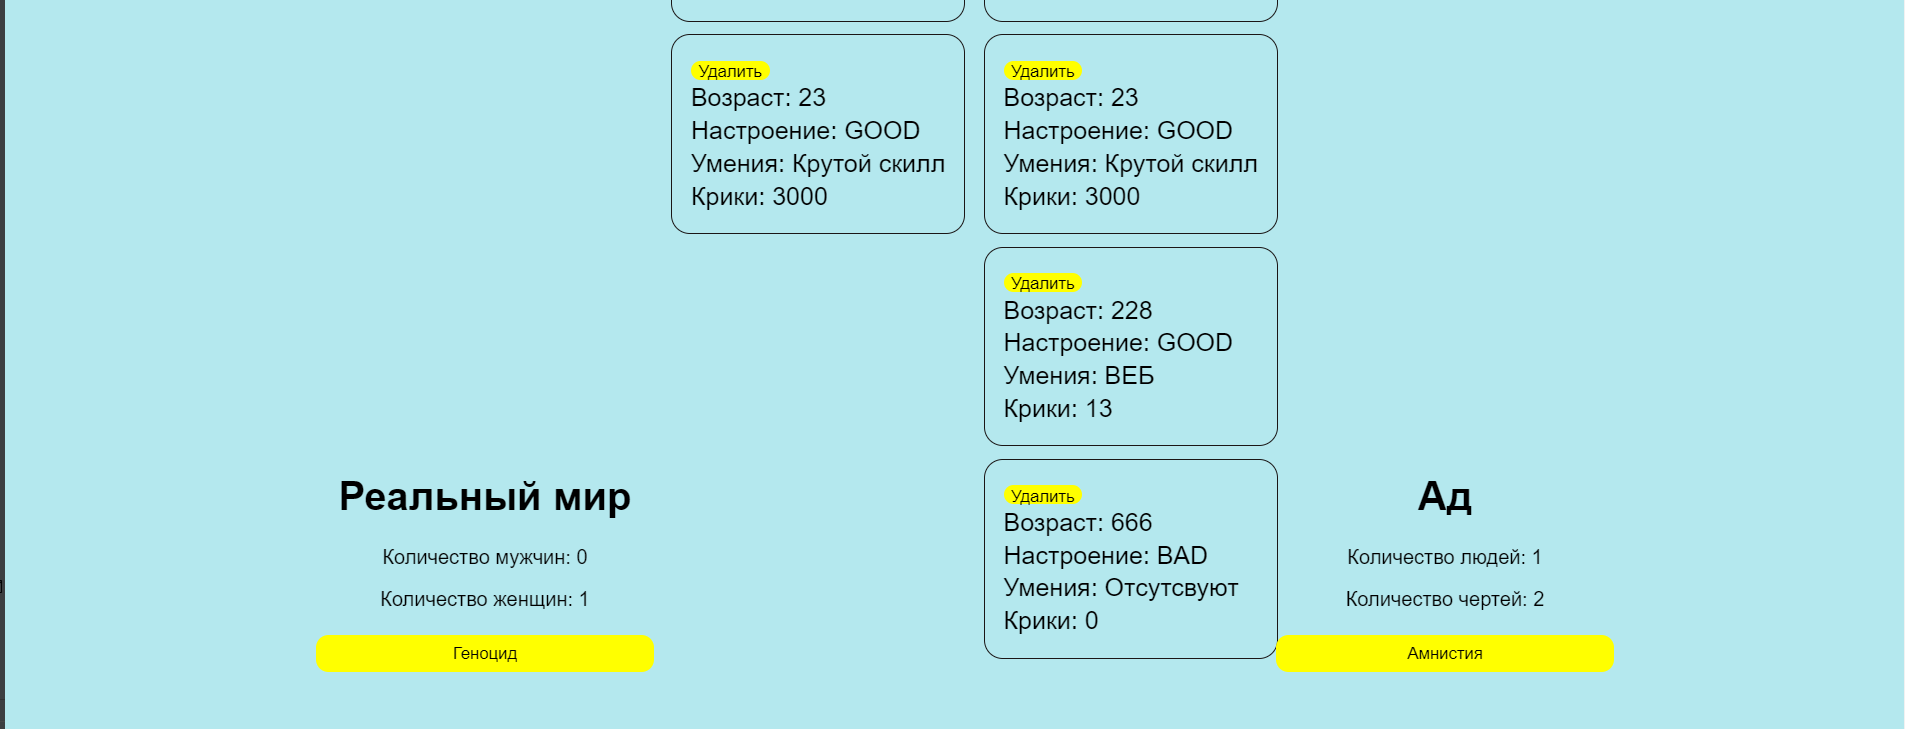 Удалить
Возраст: 23
Настроение: GOOD
Умения: Крутой скилл
Крики: 3000
Удалить
Возраст: 23
Настроение: GOOD
Умения: Крутой скилл
Крики: 3000
Удалить
Возраст: 228
Настроение: GOOD
Умения: ВЕБ
Крики: 13
Реальный мир
Количество мужчин: 0
Количество женщин: 1
Геноцид
Удалить
Возраст: 666
Настроение: BAD
Умения: Отсутсвуют
Крики: 0
Ад
Количество людей: 1
Количество чертей: 2
Амнистия